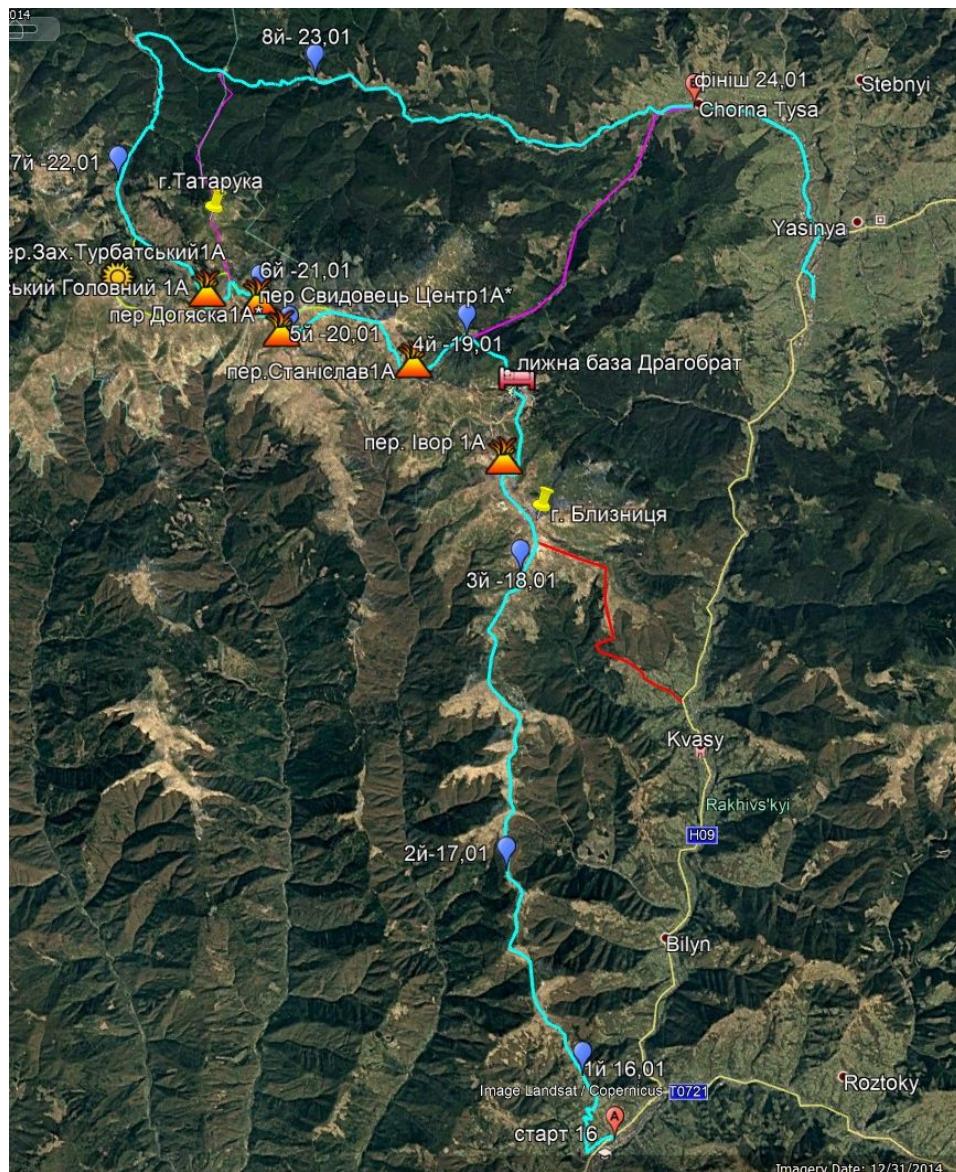 014
8й- 23,01
фініш 24,01
Stebnyi
Chorna Tysa
7й -22,01
г.Татарука
Yasinya
ер.Зах.Турбатський1А
6й -21,01
ський Головний 1А
пер Свидовець Центр1А*
пер Догяска1А*
5й -20,01
4й -19,01
пер.Станіслав1А
лижна база Драгобрат
пер. Івор 1А
г. Близниця
3й -18,01
Kvasy
Rakhivs'kyi
H09
2й-17,01
Bilyn
1й 16,01
Image Landsat / Copernicus
T0721
Roztoky
A
старт 16
Imagery Date: 12/31/2014